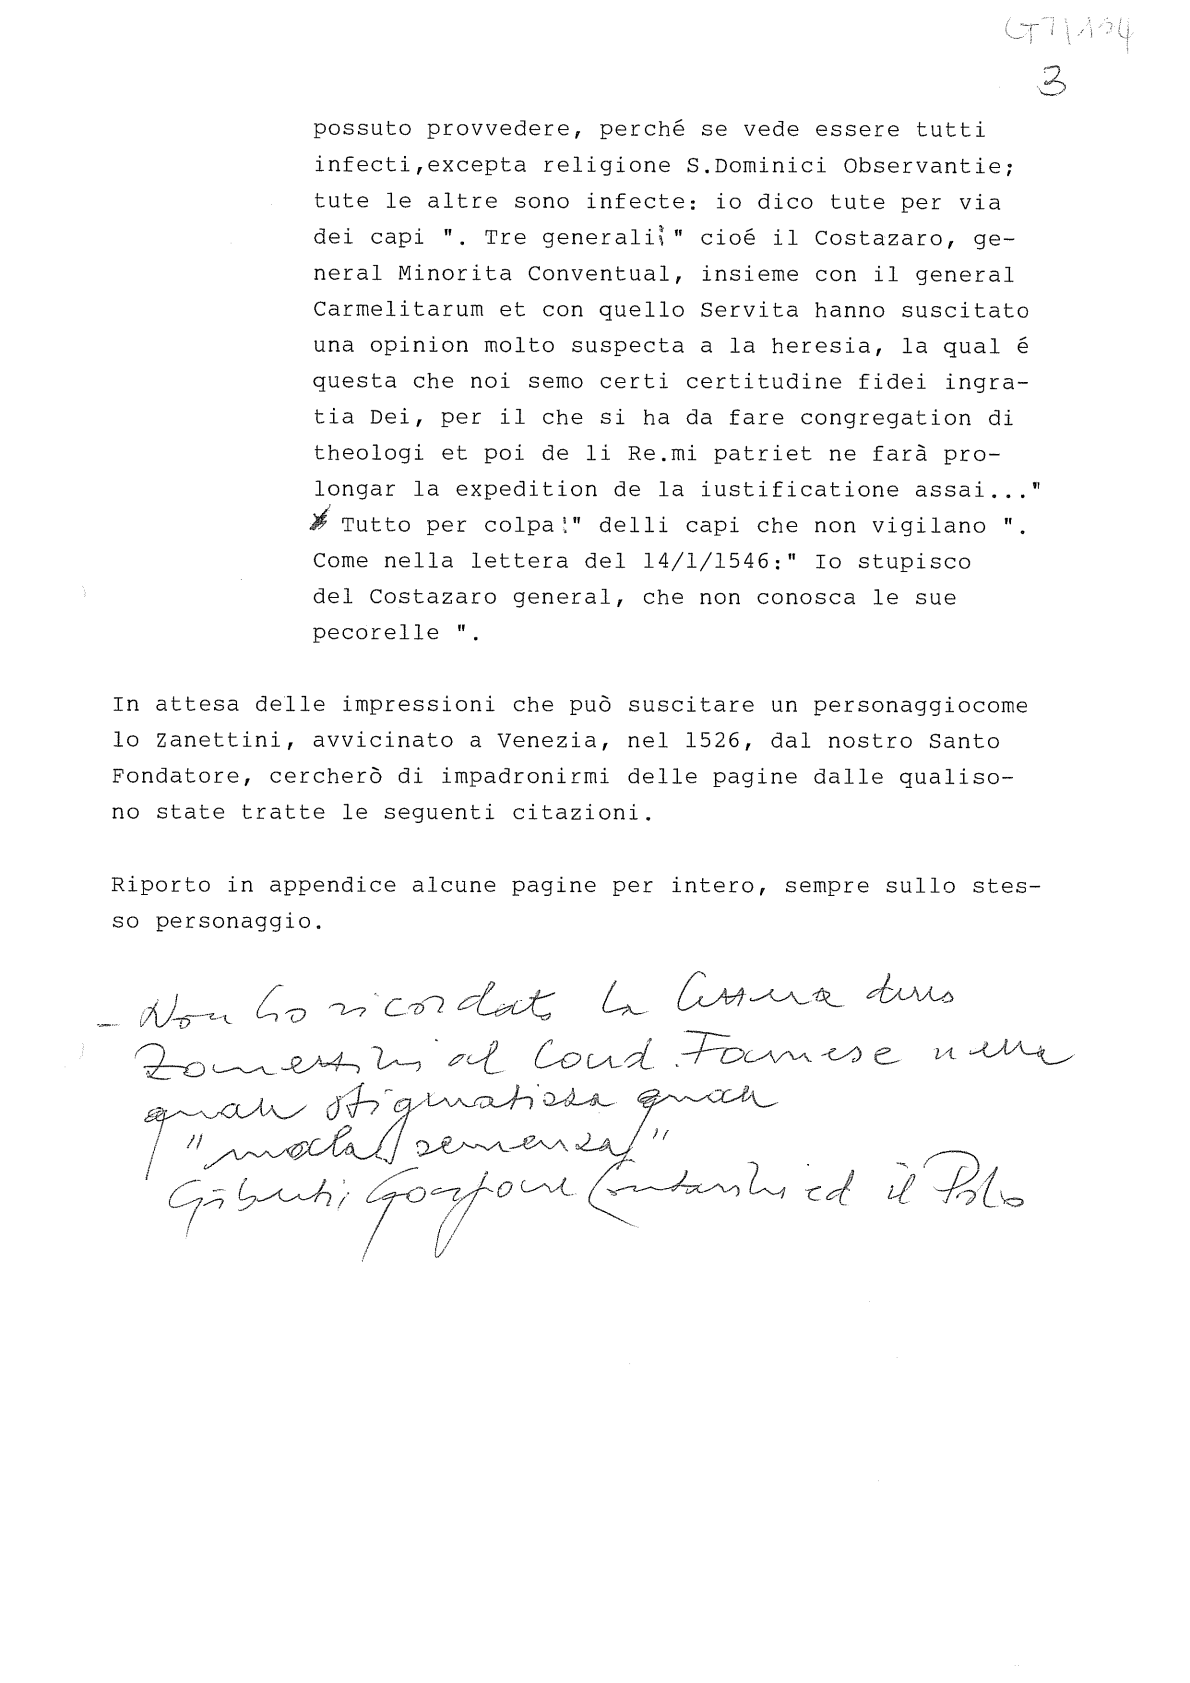 3
possuto provvedere, perché se vede essere tutti
infecti,excepta religione S.Dominici Observantie;
tute le altre sono infecte: io dico tute per via
dei capi ". Tre generali: " cioé il Costazaro, ge-
neral Minorita Conventual, insieme con il general
Carmelitarum et con quello Servita hanno suscitato
una opinion molto suspecta a la heresia, la qual é
questa che noi semo certi certitudine fidei ingra-
tia Dei, per il che si ha da fare congregation di
theologi et poi de li Re.mi patriet ne farà pro-
longar la expedition de la iustificatione assai..."
Tutto per colpa:" delli capi che non vigilano ".
Come nella lettera del 14/1/1546:" Io stupisco
del Costazaro general, che non conosca le sue
pecorelle ".
In attesa delle impressioni che può suscitare un personaggiocome
lo Zanettini, avvicinato a Venezia, nel 1526, dal nostro Santo
Fondatore, cercherò di impadronirmi delle pagine dalle qualiso-
no state tratte le seguenti citazioni.
Riporto in appendice alcune pagine per intero, sempre sullo stes-
so personaggio.
- Non ho ricordato la lettera dello
Zanettini al Card. Farnese nella
quale stigmatizza quale
"mala semenza"
Giberti, Contarini ed il Polo